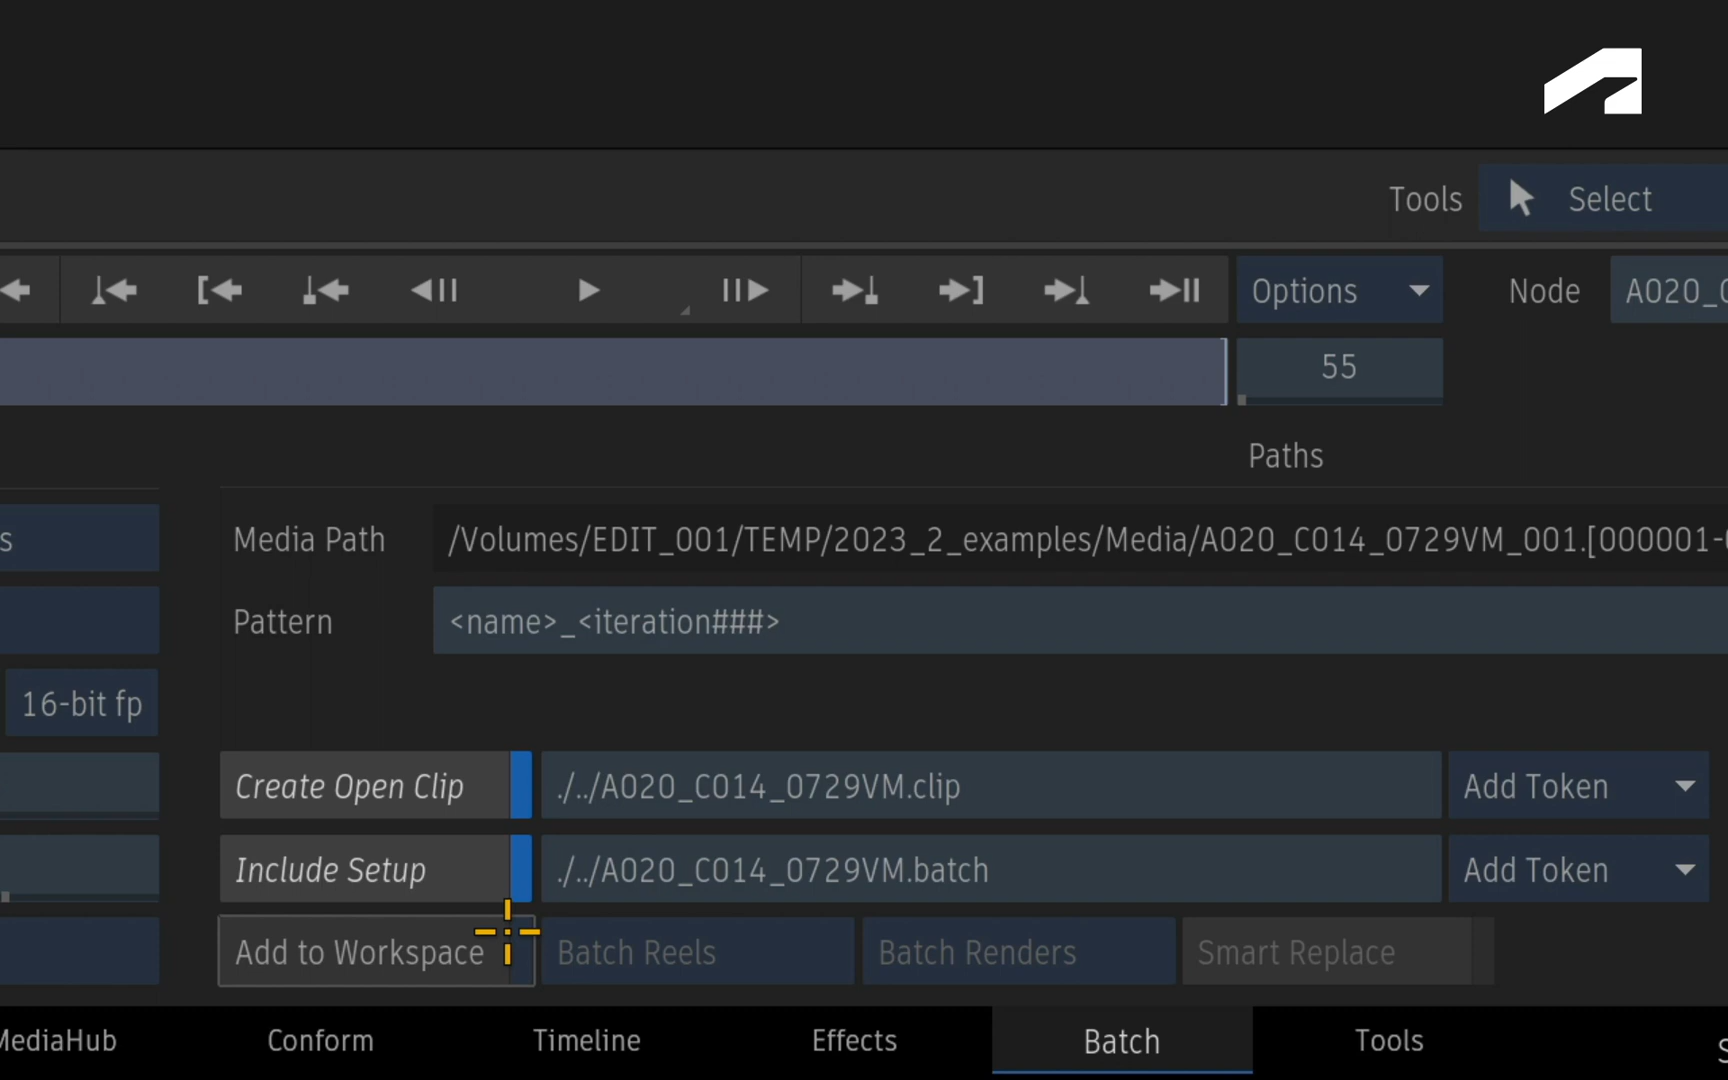 Tools Select
Options Node A020_C
55
Paths
s Media Path /Volumes/EDIT_001/TEMP/2023_2_examples/Media/A020_C014_0729VM_001.[000001-
Pattern <name>_<iteration###>
16-bit fp
Create Open Clip ./../A020_C014_0729VM.clip Add Token
Include Setup ./../A020_C014_0729VM.batch Add Token
Add to Workspace Batch Reels Batch Renders Smart Replace
MediaHub Conform Timeline Effects Batch Tools S